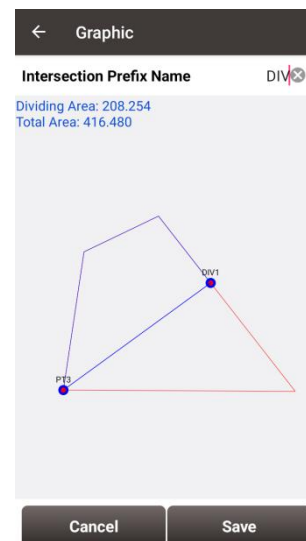 Graphic
Intersection Prefix Name DIV
Dividing Area: 208.254
Total Area: 416.480
DIV1
PT3
Cancel Save